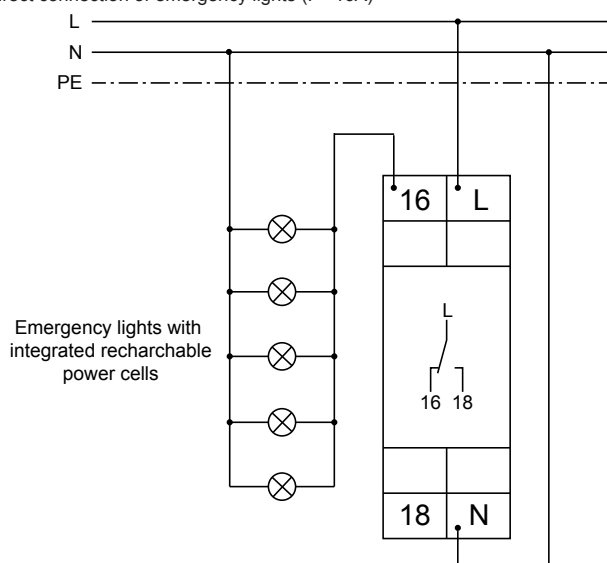 L
N
PE
16 L
L
16 18
Emergency lights with
integrated recharchable
power cells
18 N